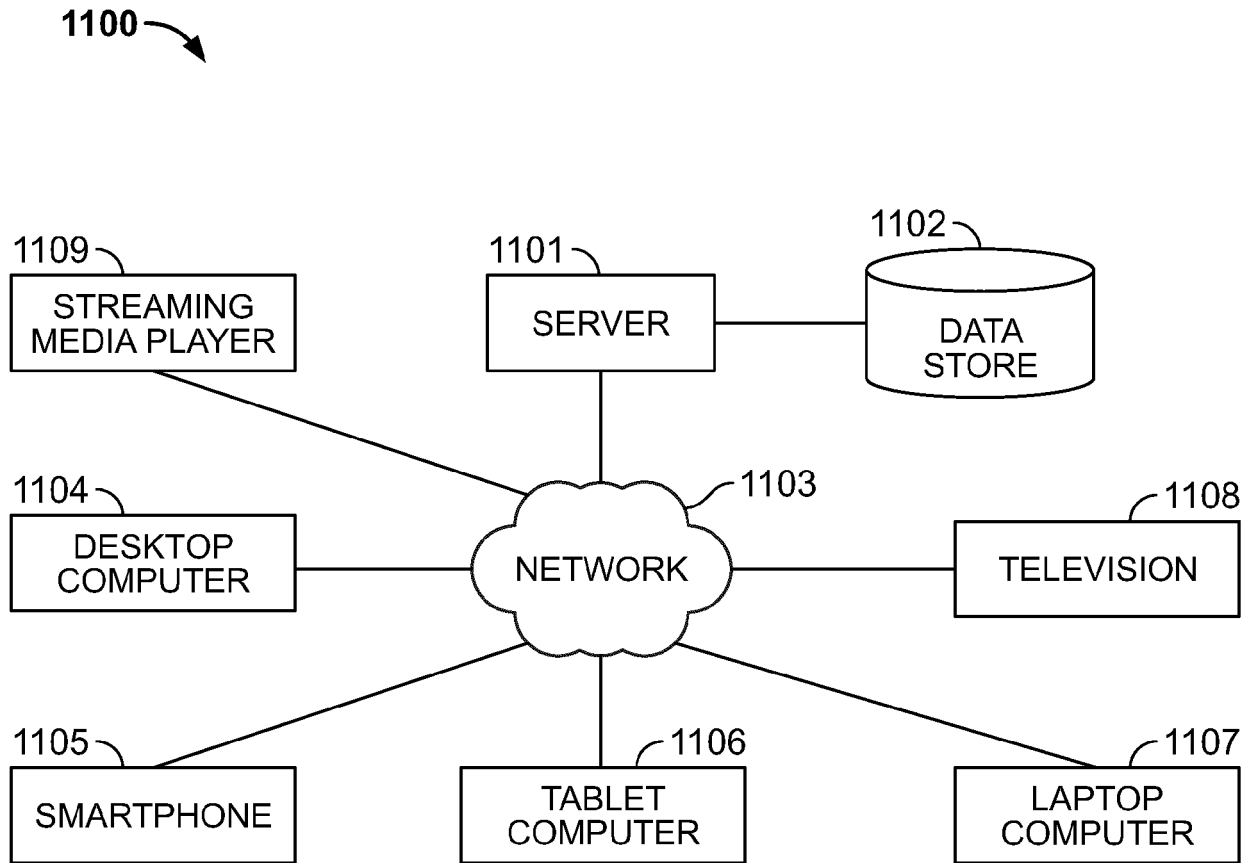 1100
1109
STREAMING
MEDIA PLAYER
1101
SERVER
1102
DATA
STORE
1104
DESKTOP
COMPUTER
1103
NETWORK
1108
TELEVISION
1105
SMARTPHONE
1106
TABLET
COMPUTER
1107
LAPTOP
COMPUTER